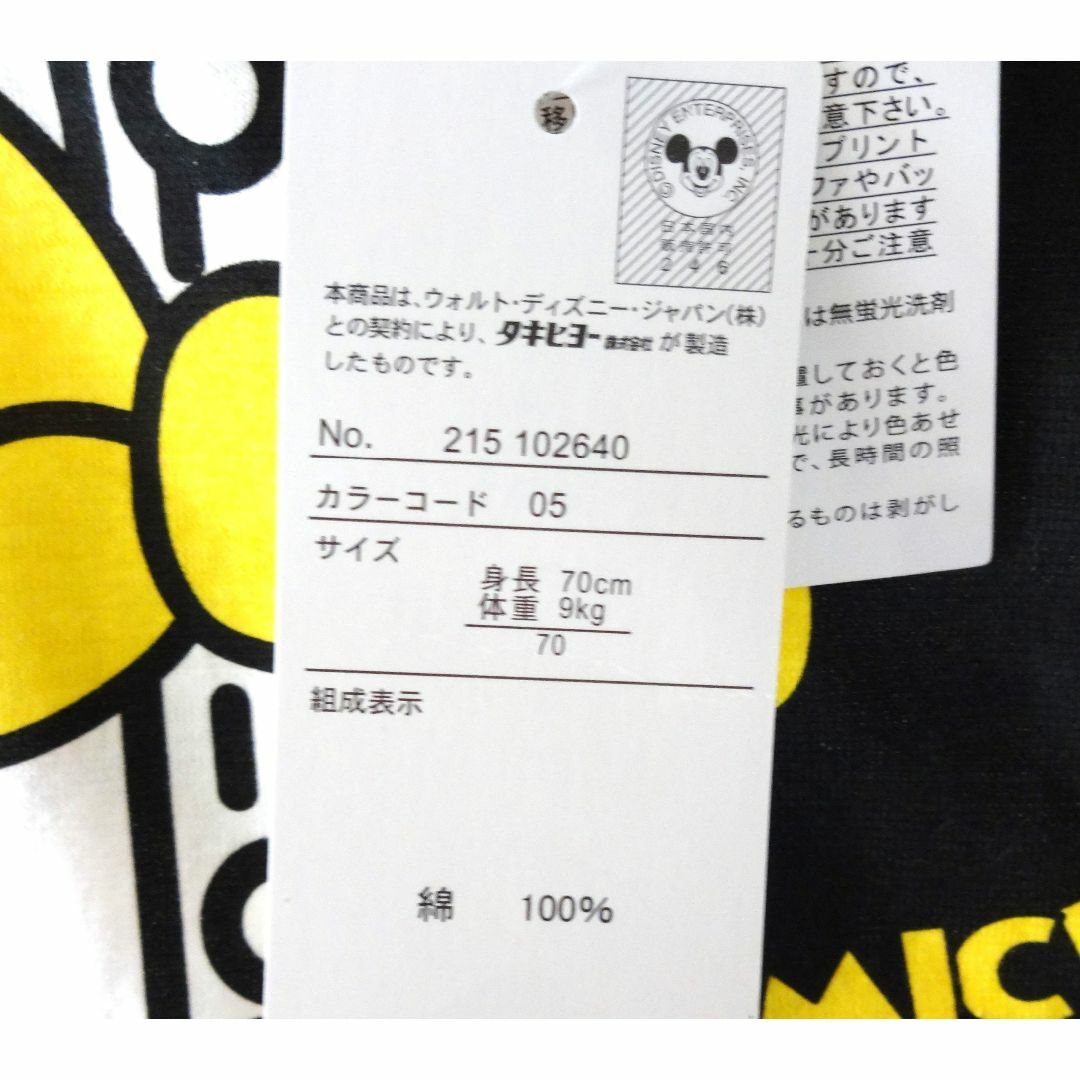 移
©DISNEY ENTERPRISES, INC
日本国内
販売許可
246
本商品は、ウォルト・ディズニー・ジャパン(株)
との契約により、タキヒヨー株式会社が製造
したものです。
No. 215 102640
カラーコード 05
サイズ
身長 70cm
体重 9kg
70
組成表示
綿 100%
すので、
意下さい。
プリント
ファやバッ
があります
十分ご注意
は無蛍光洗剤
置しておくと色
事があります。
光により色あせ
で、長時間の照
るものは剥がし
MIC